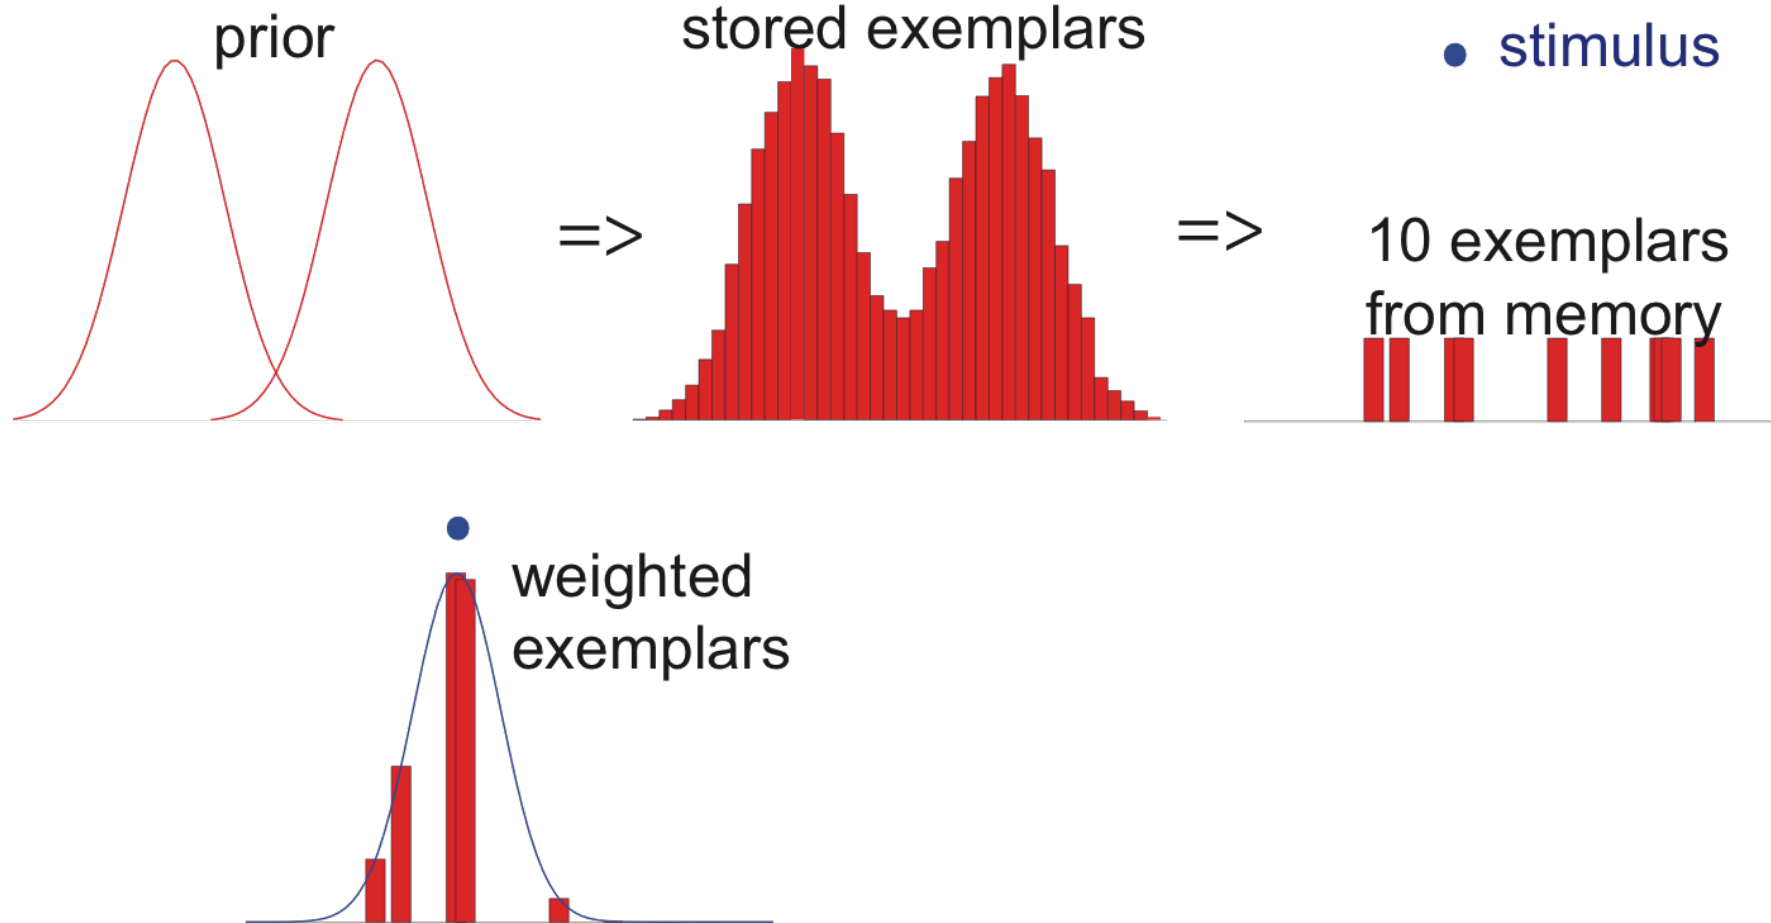 prior
=>
stored exemplars
=>
stimulus
10 exemplars
from memory
weighted
exemplars